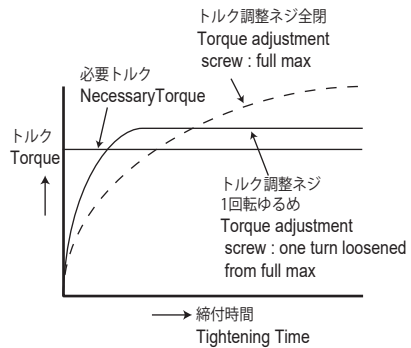 トルク調整ネジ全閉
Torque adjustment
screw : full max
必要トルク
NecessaryTorque
トルク
Torque
トルク調整ネジ
1回転ゆるめ
Torque adjustment
screw : one turn loosened
from full max
締付時間
Tightening Time